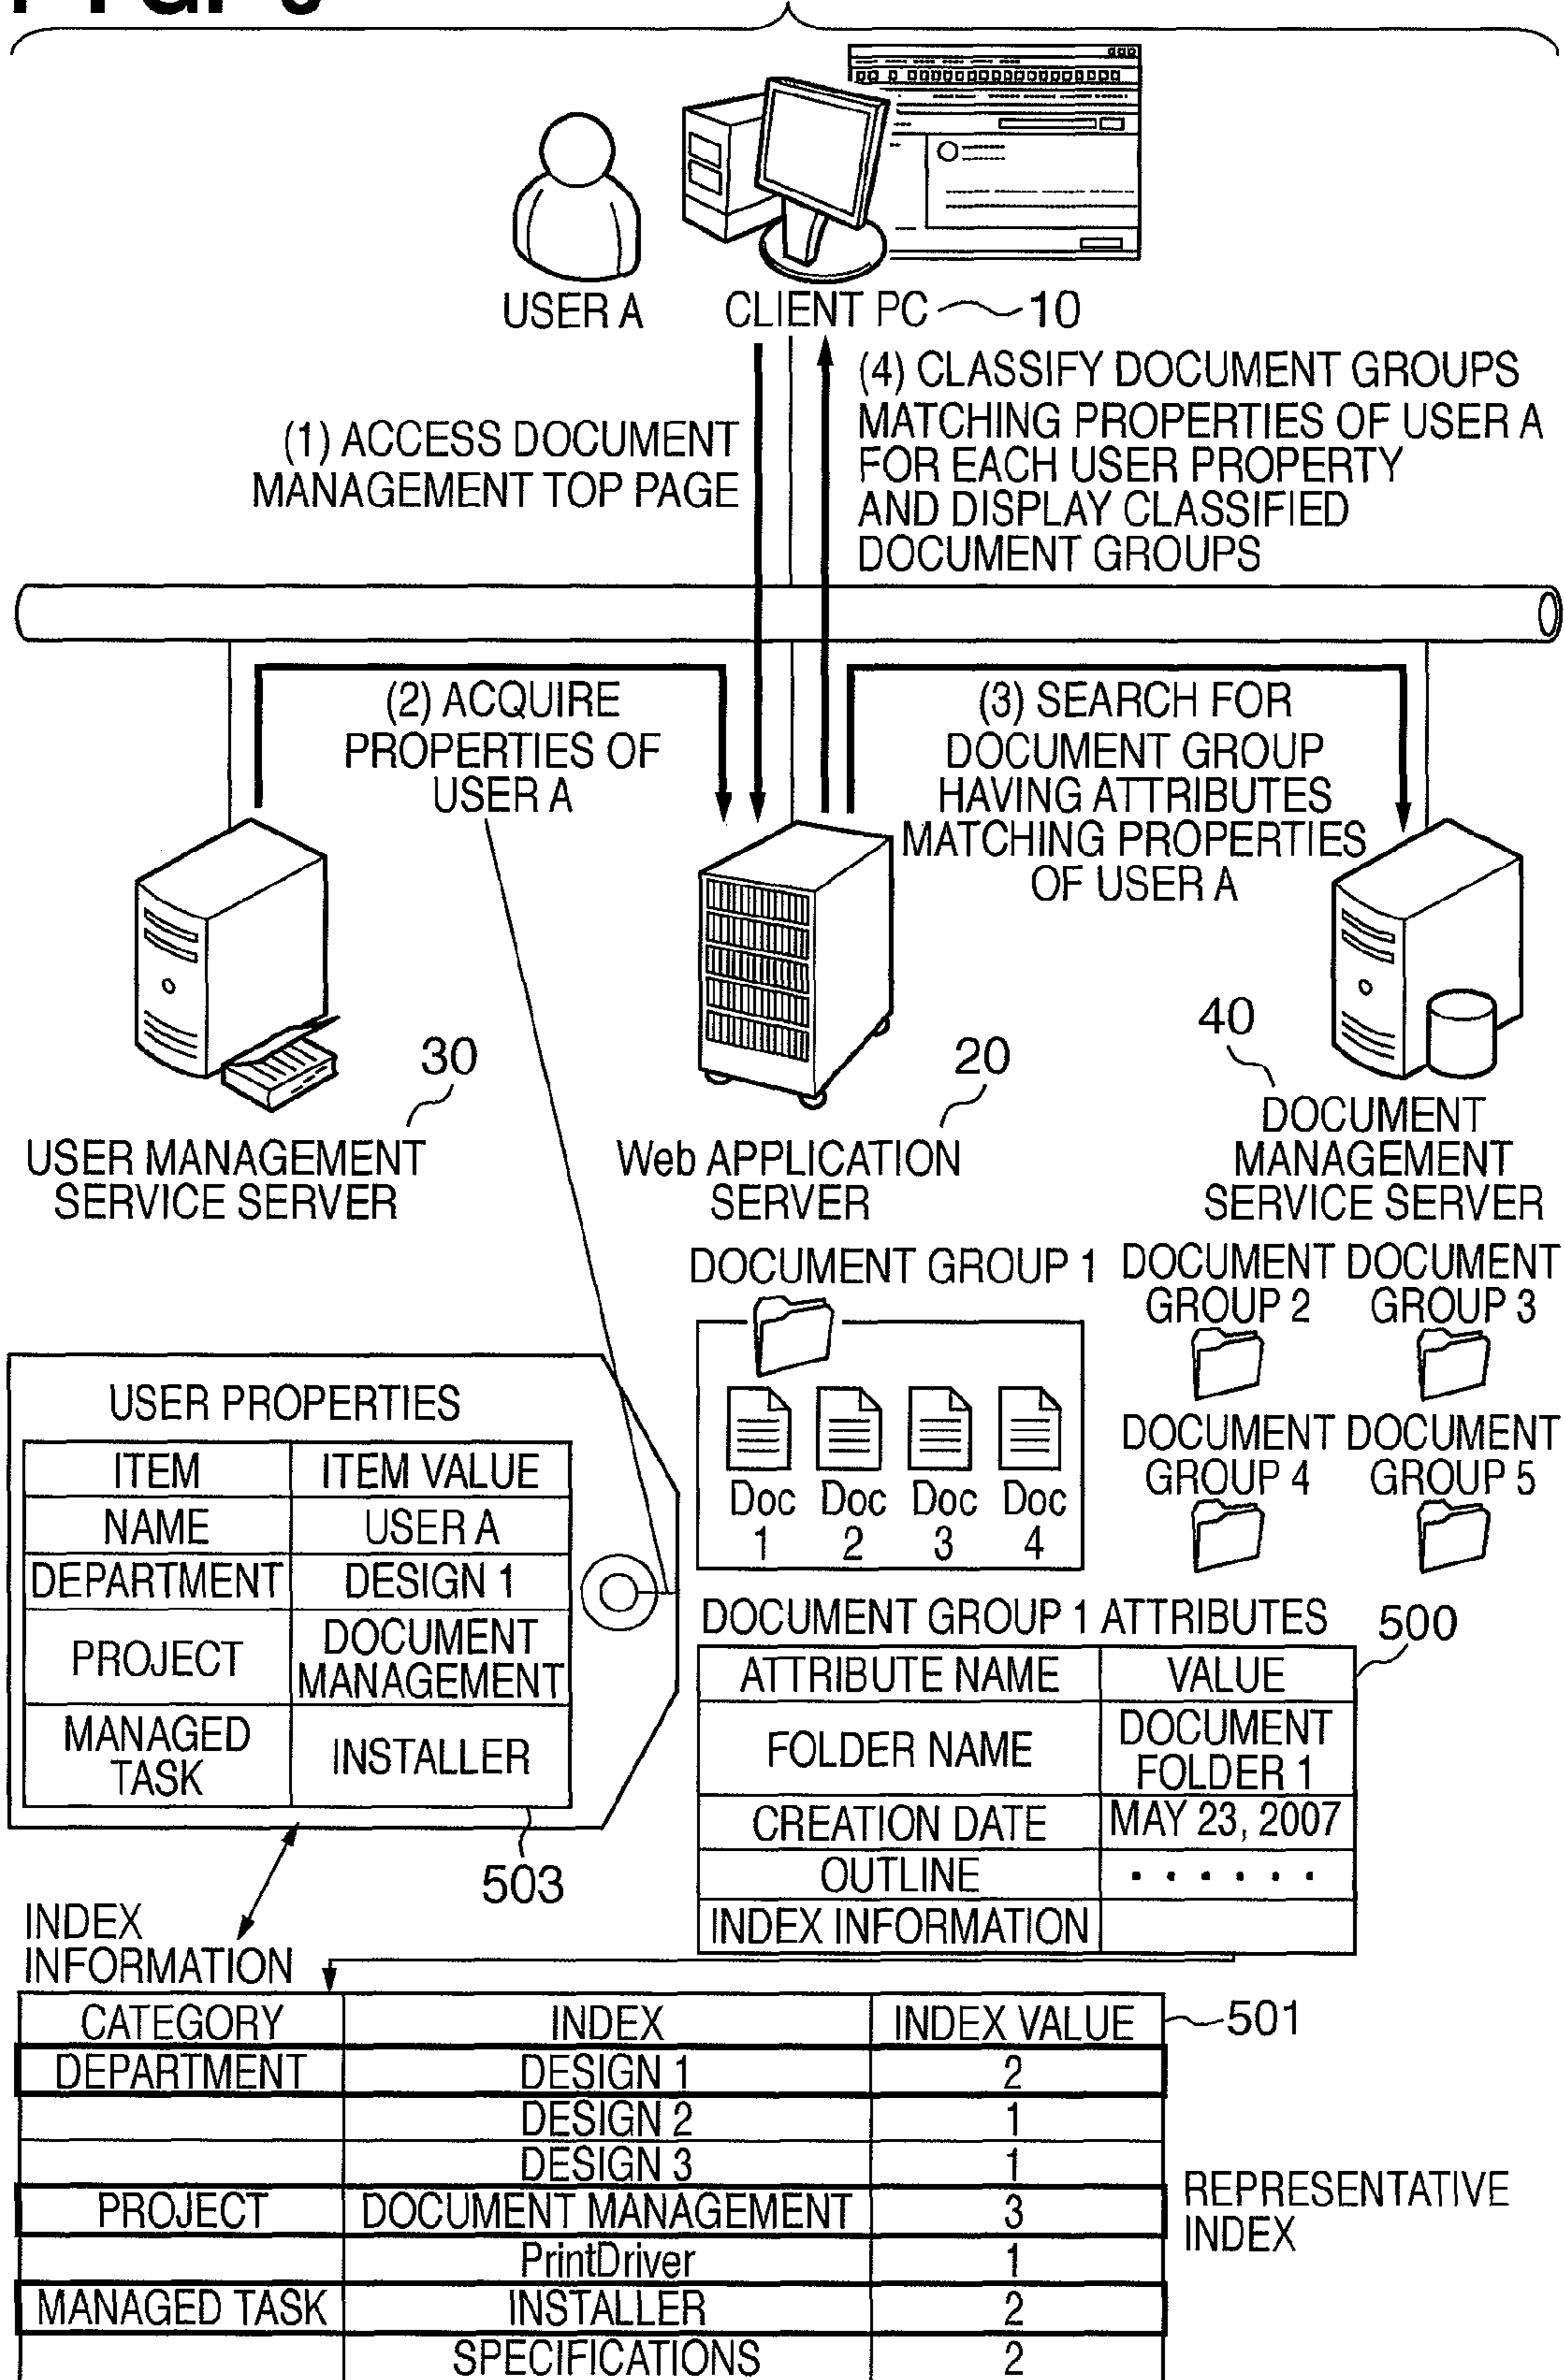 USER A
CLIENT PC 10
(1) ACCESS DOCUMENT
MANAGEMENT TOP PAGE
(4) CLASSIFY DOCUMENT GROUPS
MATCHING PROPERTIES OF USER A
FOR EACH USER PROPERTY
AND DISPLAY CLASSIFIED
DOCUMENT GROUPS
(2) ACQUIRE
PROPERTIES OF
USER A
(3) SEARCH FOR
DOCUMENT GROUP
HAVING ATTRIBUTES
MATCHING PROPERTIES
OF USER A
30
USER MANAGEMENT
SERVICE SERVER
20
Web APPLICATION
SERVER
40
DOCUMENT
MANAGEMENT
SERVICE SERVER
DOCUMENT GROUP 1
Doc 1
Doc 2
Doc 3
Doc 4
DOCUMENT
GROUP 2
DOCUMENT
GROUP 3
DOCUMENT
GROUP 4
DOCUMENT
GROUP 5
USER PROPERTIES
ITEM ITEM VALUE
NAME USER A
DEPARTMENT DESIGN 1
PROJECT DOCUMENT MANAGEMENT
MANAGED TASK INSTALLER
503
DOCUMENT GROUP 1 ATTRIBUTES
500
ATTRIBUTE NAME VALUE
FOLDER NAME DOCUMENT FOLDER 1
CREATION DATE MAY 23, 2007
OUTLINE ......
INDEX INFORMATION
INDEX
INFORMATION
CATEGORY INDEX INDEX VALUE
501
DEPARTMENT DESIGN 1 2
DESIGN 2 1
DESIGN 3 1
PROJECT DOCUMENT MANAGEMENT 3
PrintDriver 1
MANAGED TASK INSTALLER 2
SPECIFICATIONS 2
REPRESENTATIVE
INDEX